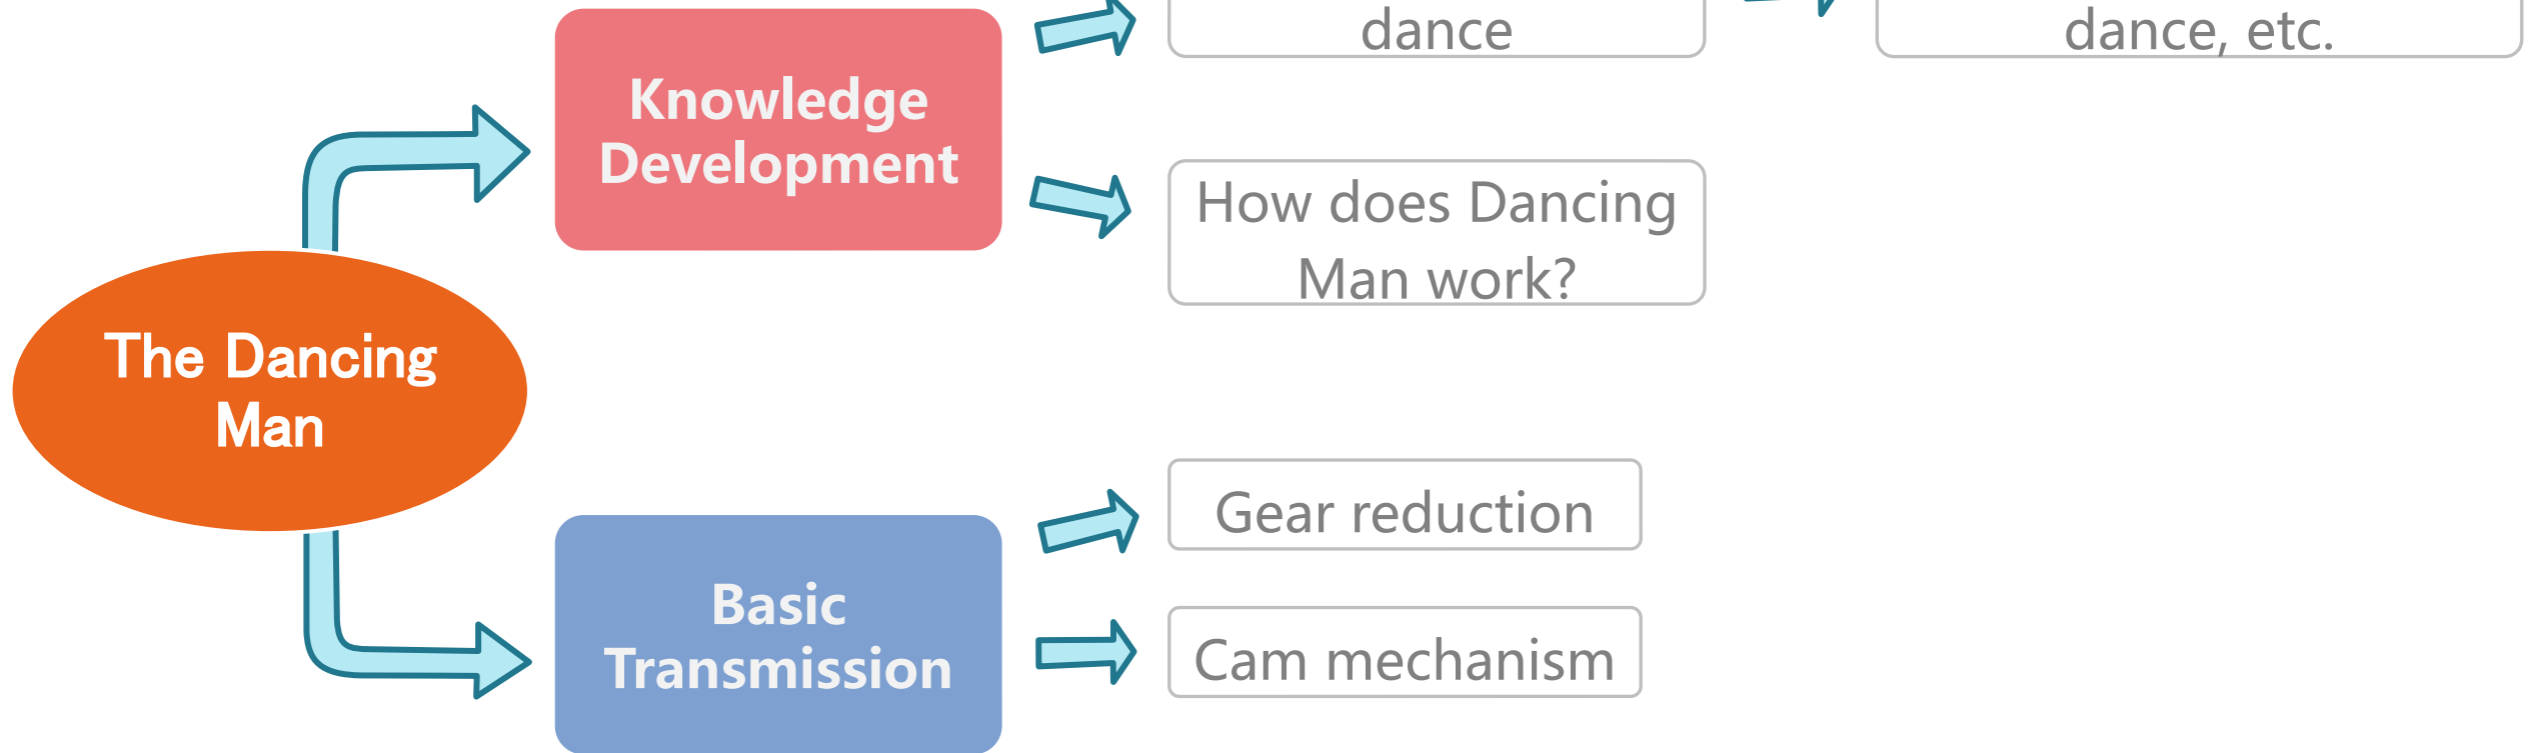 dance
dance, etc.
Knowledge
Development
How does Dancing
Man work?
The Dancing
Man
Gear reduction
Basic
Transmission
Cam mechanism